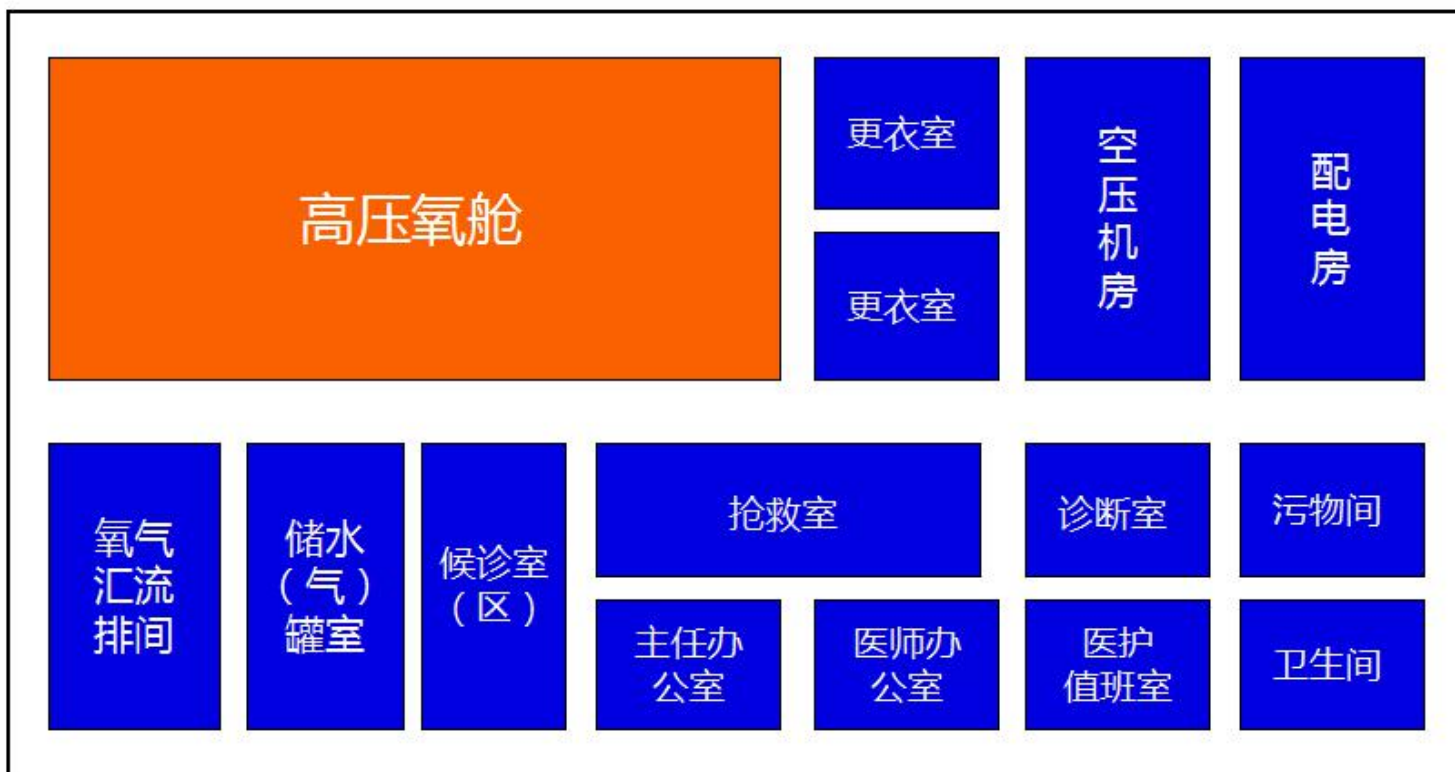 高压氧舱
更衣室
更衣室
空
压
机
房
配
电
房
氧气
汇流
排间
储水
（气）
罐室
候诊室
（区）
抢救室
诊断室
污物间
主任办
公室
医师办
公室
医护
值班室
卫生间